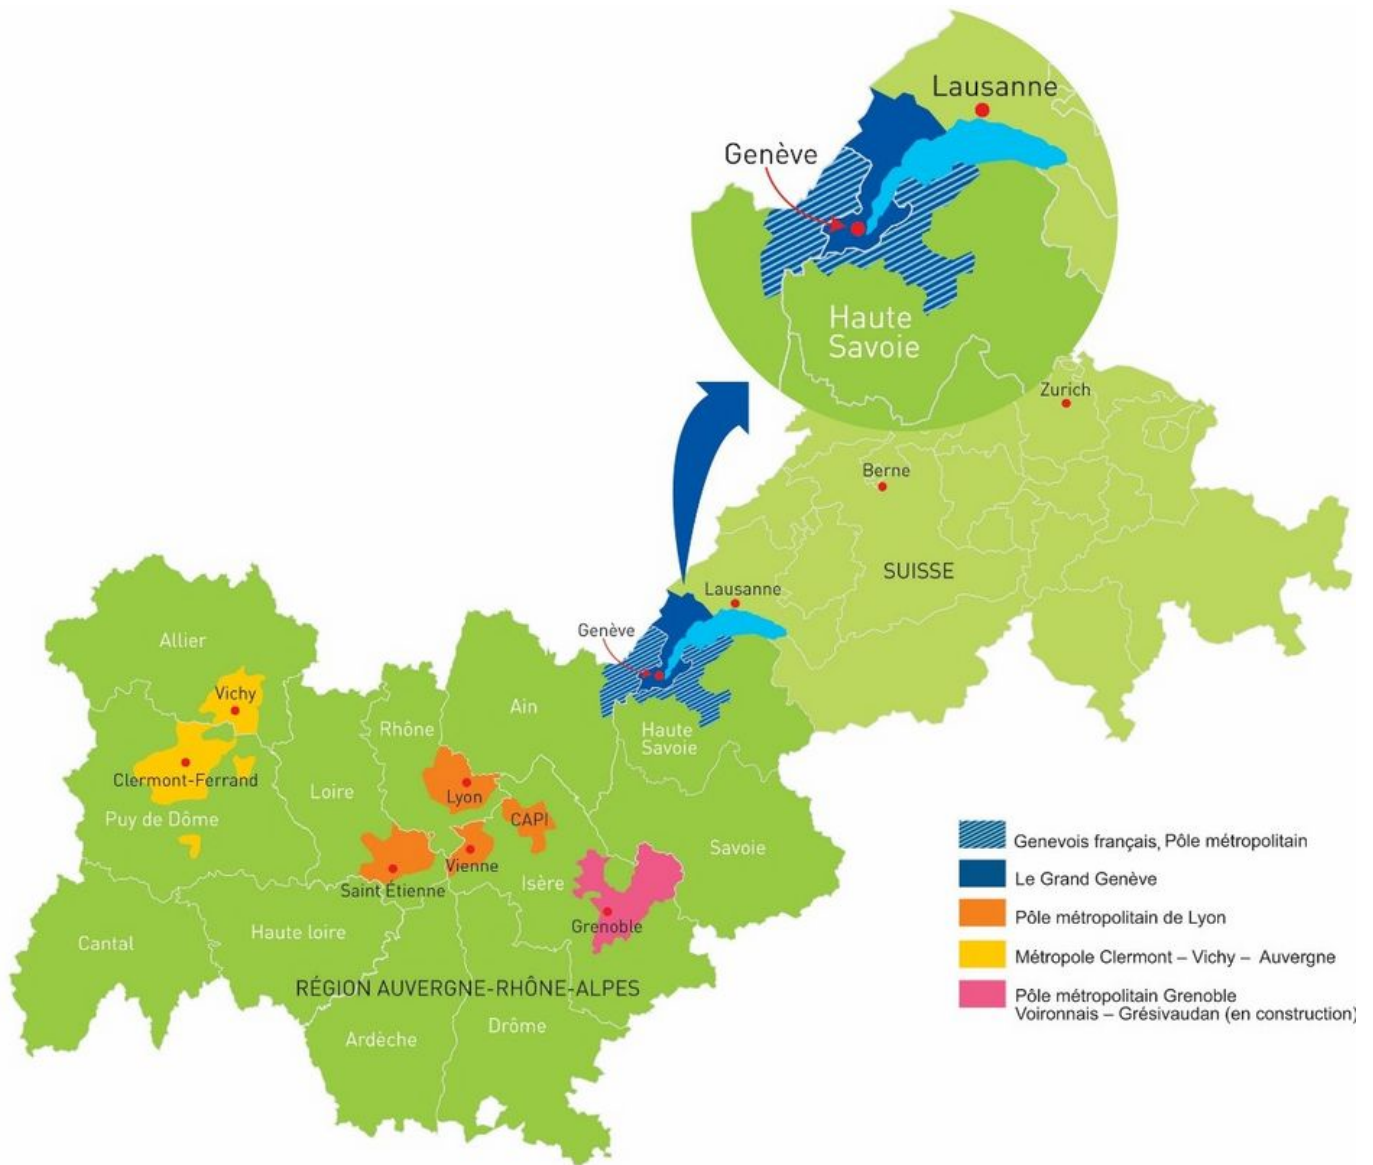 Lausanne
Genève
Haute
Savoie
Zurich
Berne
SUISSE
Lausanne
Genève
Allier
Vichy
Ain
Rhône
Haute
Savoie
Clermont-Ferrand
Loire
Lyon
Puy de Dôme
CAPI
Savoie
Vienne
Isère
Saint Étienne
Grenoble
Cantal
Haute loire
RÉGION AUVERGNE-RHÔNE-ALPES
Drôme
Ardèche
Genevois français, Pôle métropolitain
Le Grand Genève
Pôle métropolitain de Lyon
Métropole Clermont – Vichy – Auvergne
Pôle métropolitain Grenoble
Voironnais – Grésivaudan (en construction)